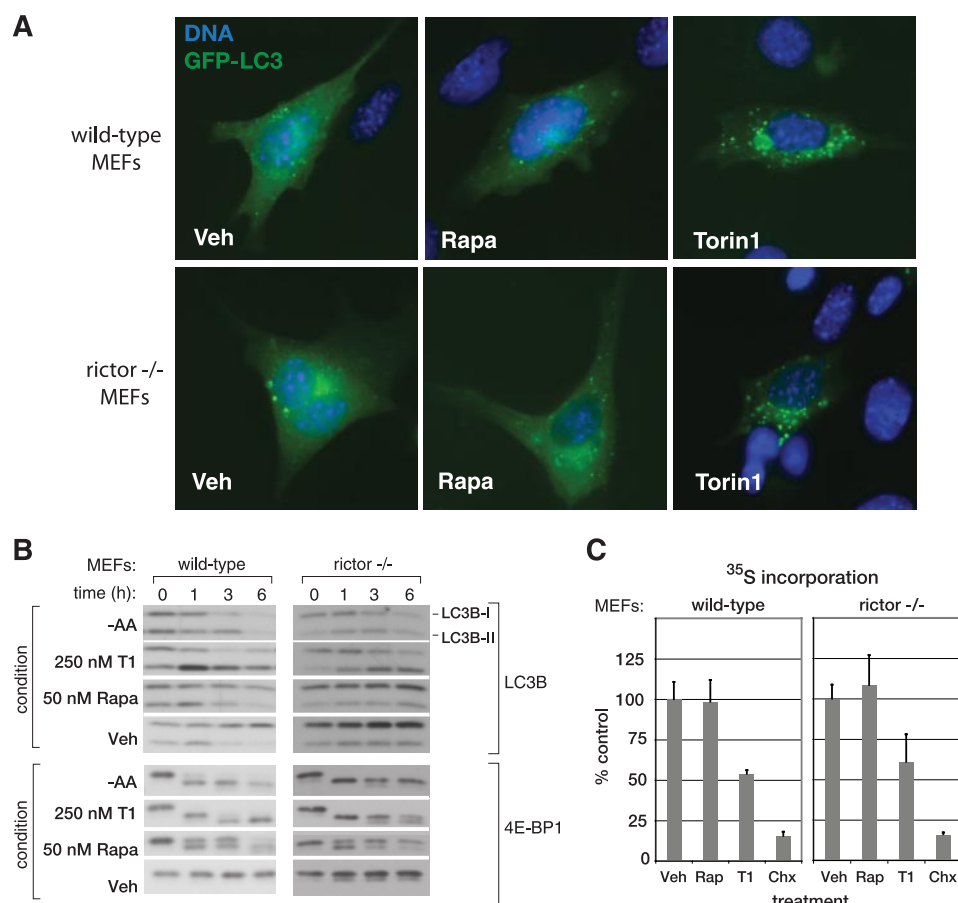 A
DNA
GFP-LC3
wild-type
MEFs
Veh
Rapa
Torin1
rictor -/-
MEFs
Veh
Rapa
Torin1
B
MEFs: wild-type rictor -/-
time (h): 0 1 3 6 0 1 3 6
condition
-AA
250 nM T1
50 nM Rapa
Veh
-LC3B-I
-LC3B-II
LC3B
condition
-AA
250 nM T1
50 nM Rapa
Veh
4E-BP1
C
35S incorporation
MEFs: wild-type rictor -/-
% control
125
100
75
50
25
0
Veh Rap T1 Chx Veh Rap T1 Chx
treatment